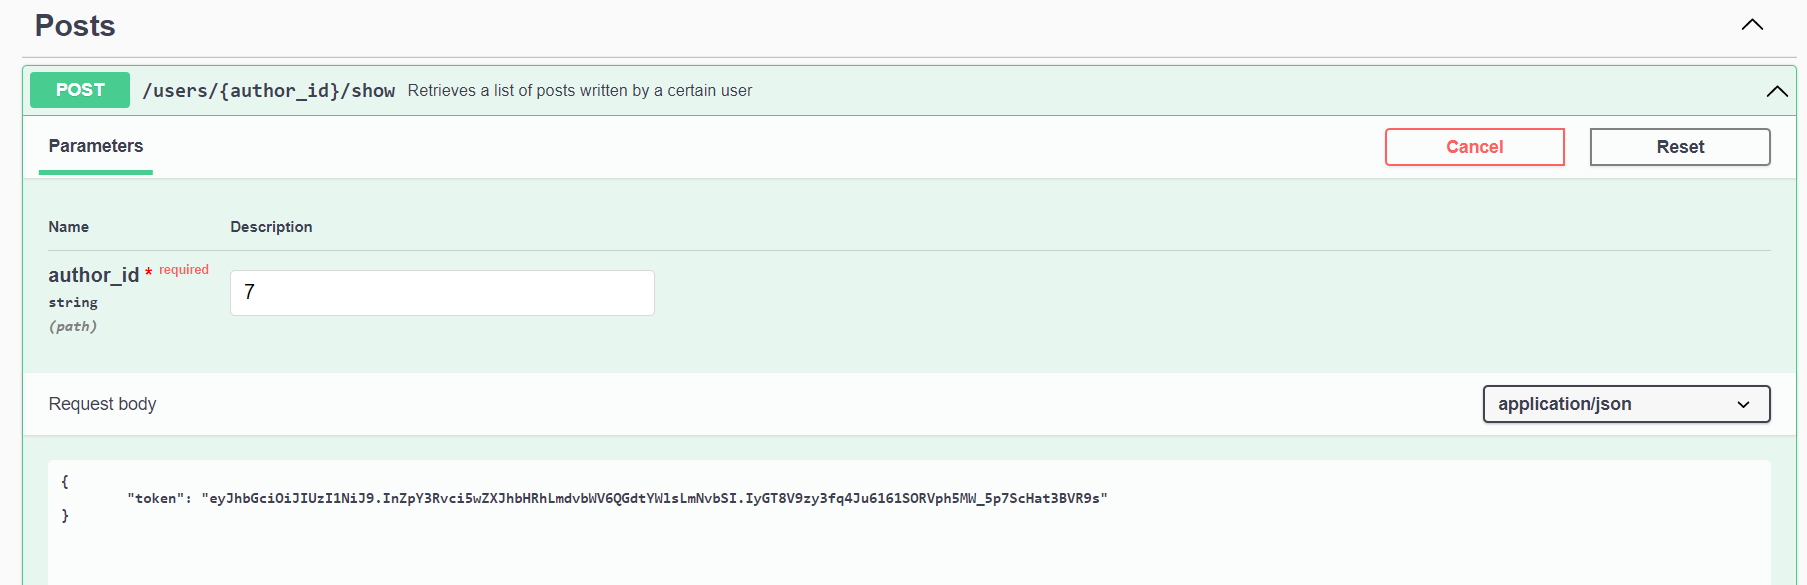 Posts
POST /users/{author_id}/show Retrieves a list of posts written by a certain user
Parameters Cancel Reset
Name Description
author_id * required 7
string
(path)
Request body application/json
{
"token": "eyJhbGciOiJIUzI1NiJ9.InZpY3Rvci5wZXJhbHRhLmdvbWV6QGdtYWlsLmNvbSI.IyGT8V9zy3fq4Ju6161SORVph5MW_5p7ScHat3BVR9s"
}